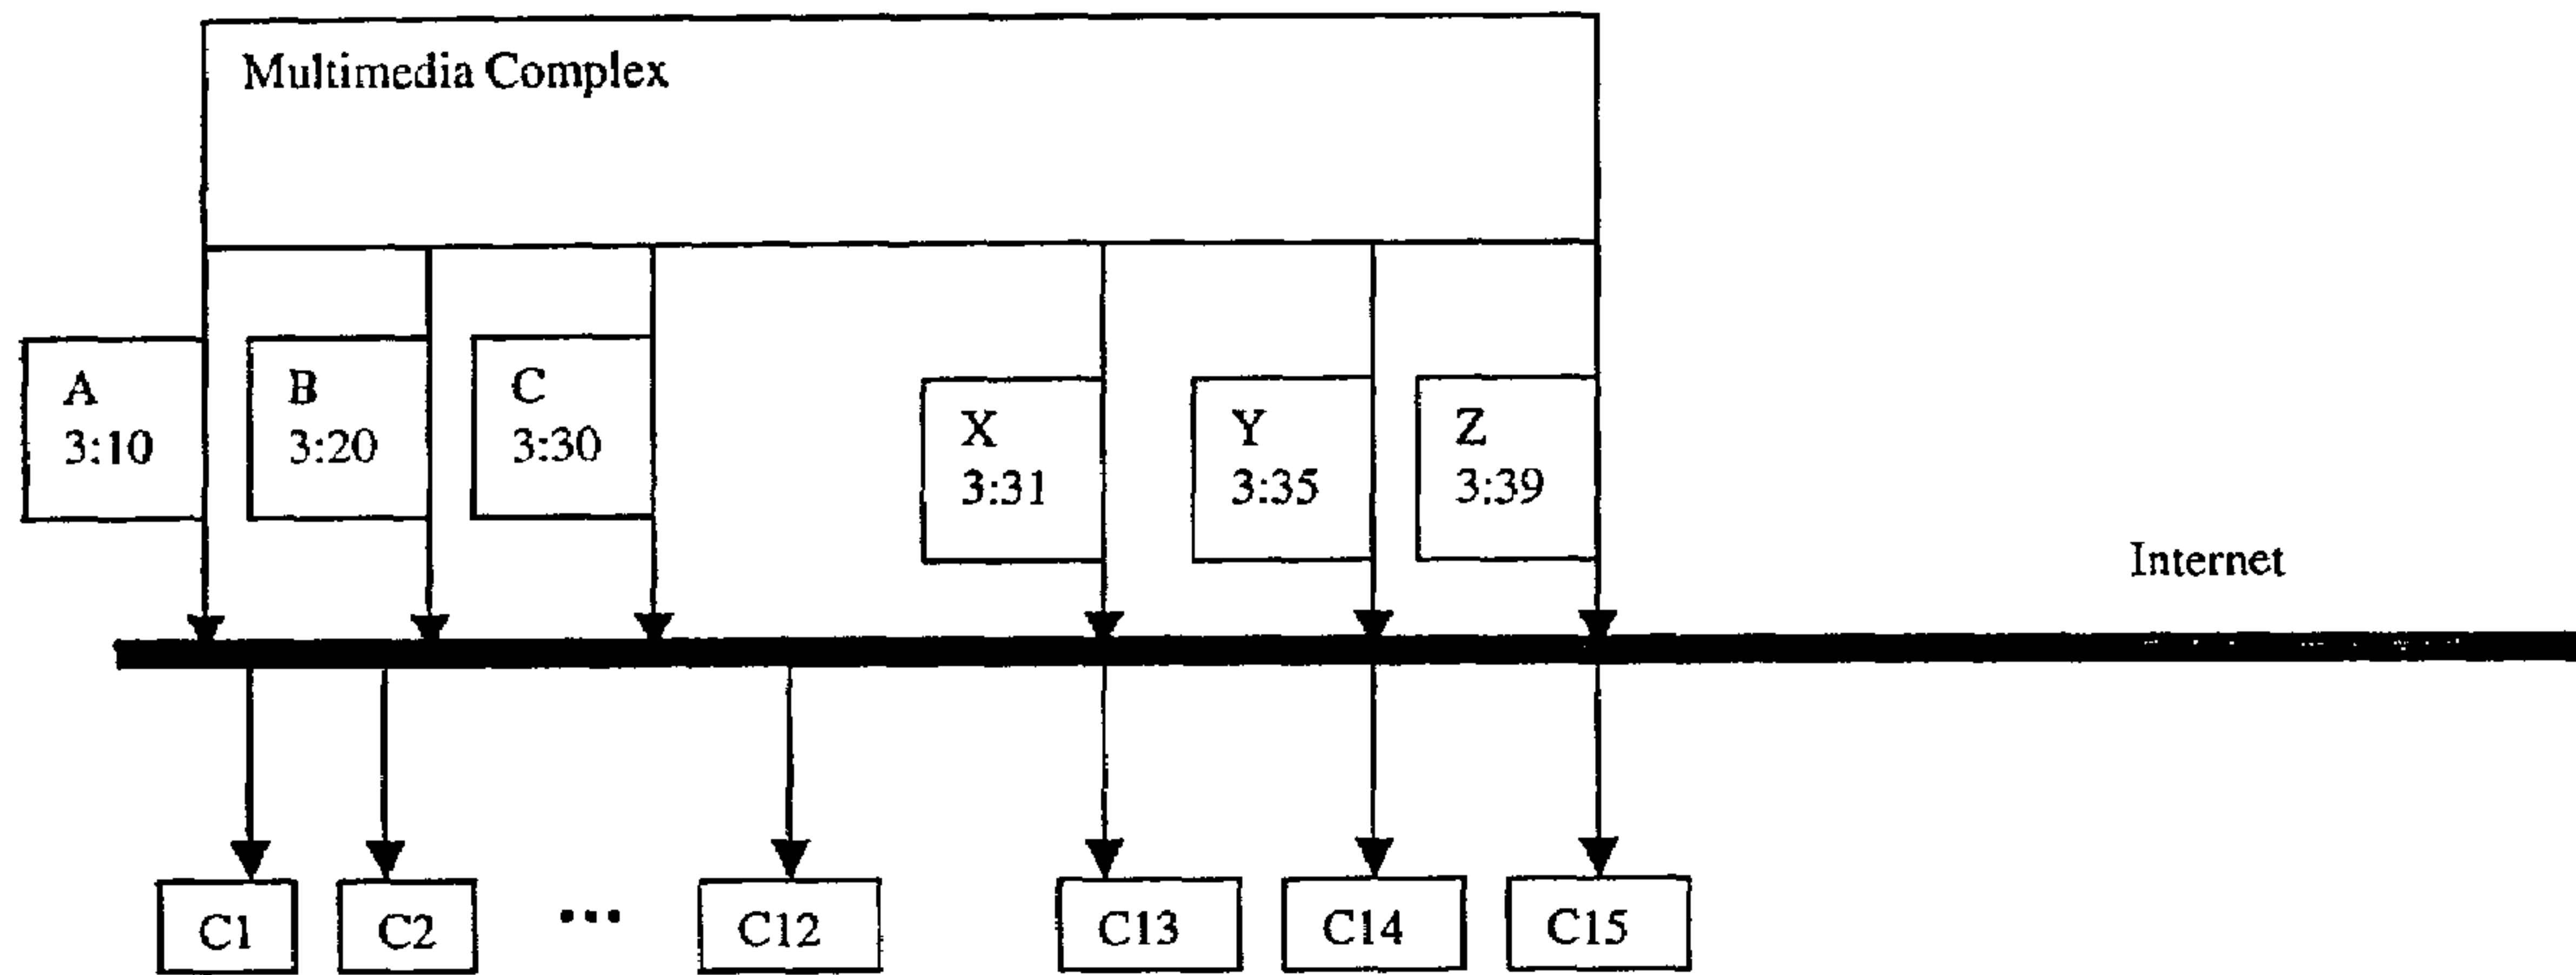 Multimedia Complex
A
3:10
B
3:20
C
3:30
X
3:31
Y
3:35
Z
3:39
Internet
C1
C2
...
C12
C13
C14
C15